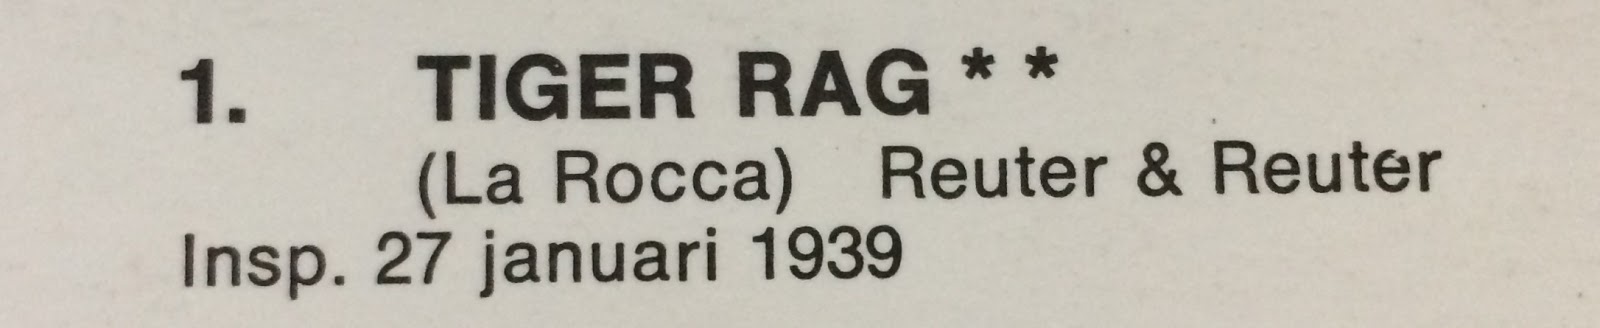 1. TIGER RAG * *
(La Rocca) Reuter & Reuter
Insp. 27 januari 1939